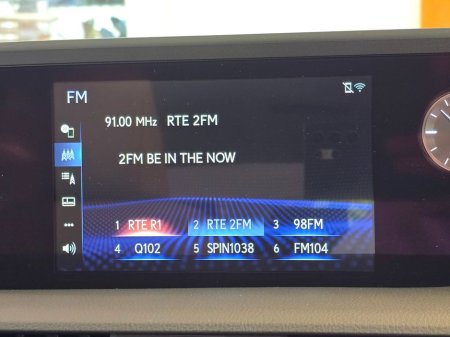 FM
91.00 MHz RTE 2FM
2FM BE IN THE NOW
1 RTE R1 2 RTE 2FM 3 98FM
4 Q102 5 SPIN1038 6 FM104